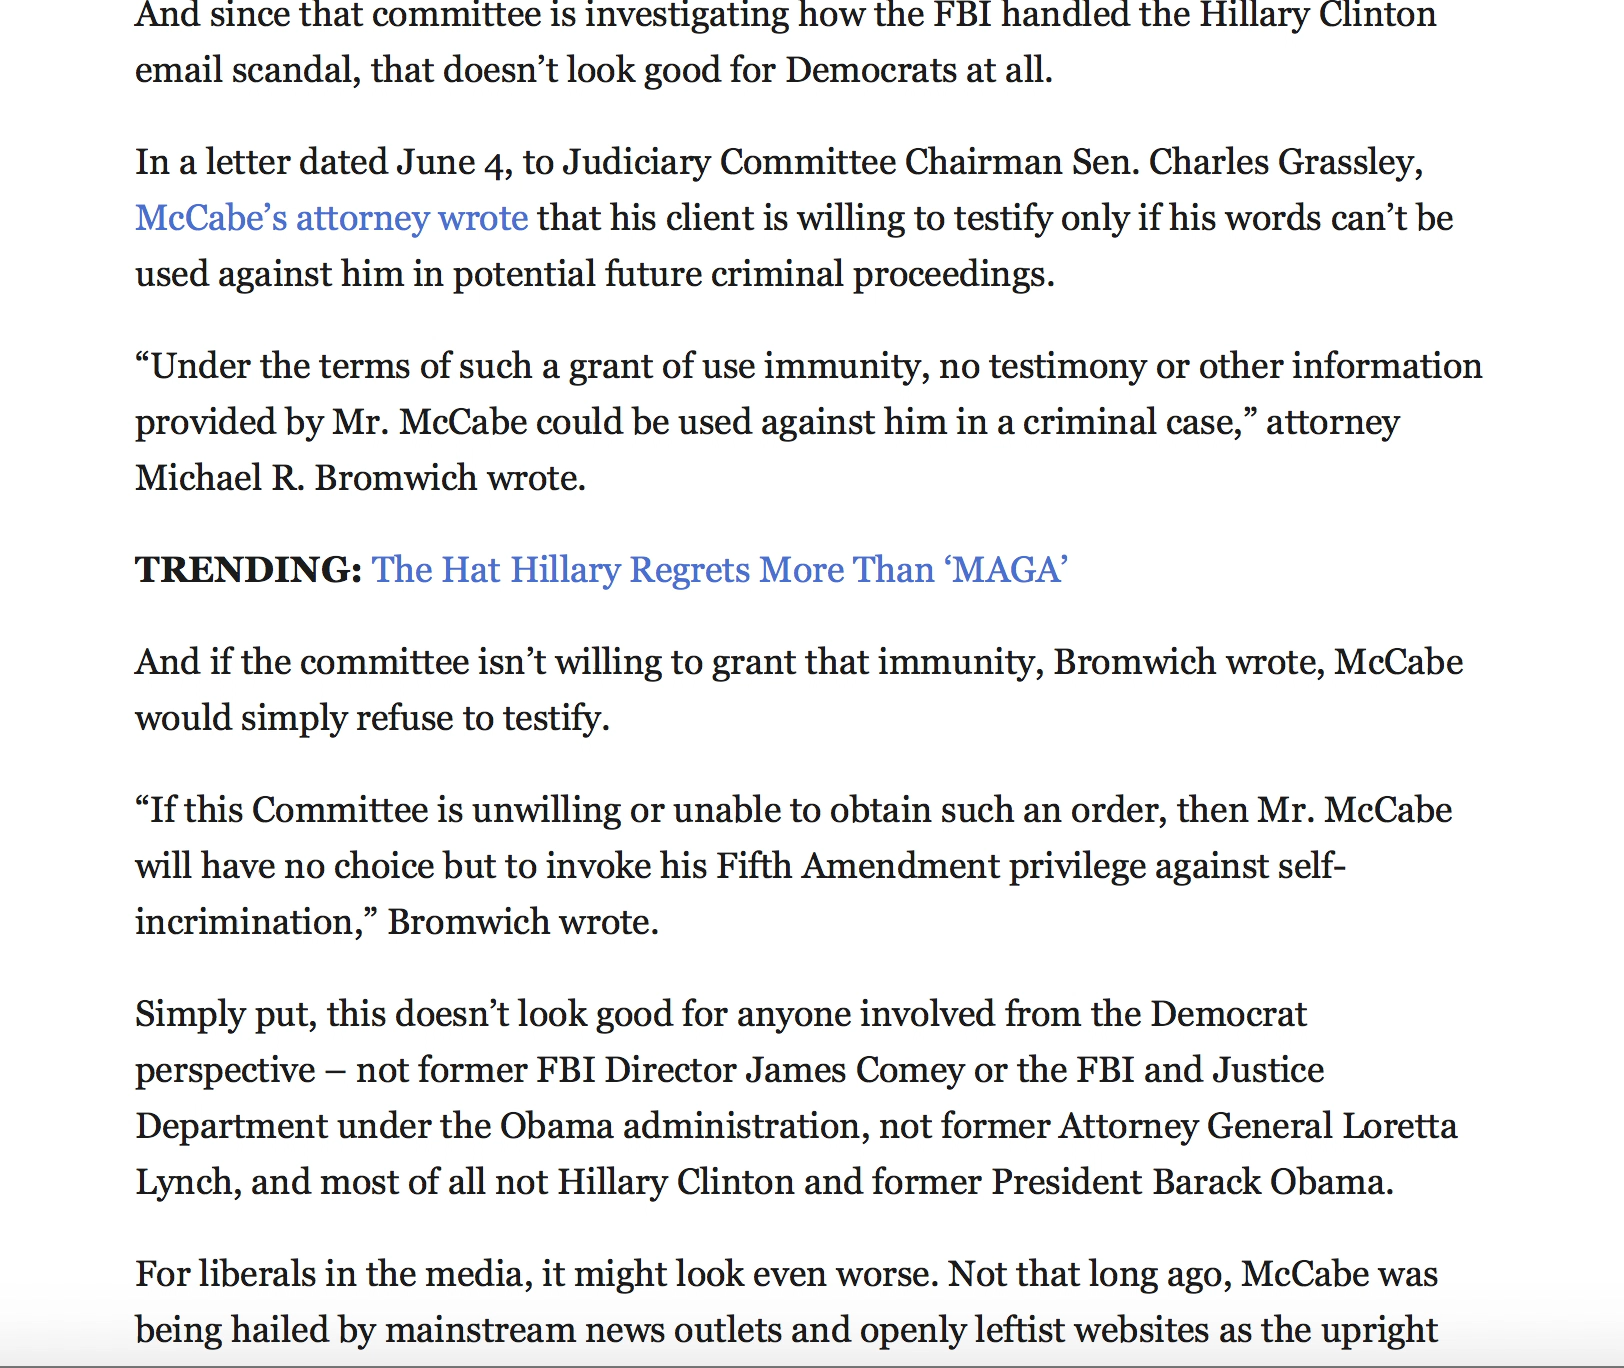 And since that committee is investigating how the FBI handled the Hillary Clinton
email scandal, that doesn’t look good for Democrats at all.
In a letter dated June 4, to Judiciary Committee Chairman Sen. Charles Grassley,
McCabe’s attorney wrote that his client is willing to testify only if his words can’t be
used against him in potential future criminal proceedings.
“Under the terms of such a grant of use immunity, no testimony or other information
provided by Mr. McCabe could be used against him in a criminal case,” attorney
Michael R. Bromwich wrote.
TRENDING: The Hat Hillary Regrets More Than ‘MAGA’
And if the committee isn’t willing to grant that immunity, Bromwich wrote, McCabe
would simply refuse to testify.
“If this Committee is unwilling or unable to obtain such an order, then Mr. McCabe
will have no choice but to invoke his Fifth Amendment privilege against self-
incrimination,” Bromwich wrote.
Simply put, this doesn’t look good for anyone involved from the Democrat
perspective – not former FBI Director James Comey or the FBI and Justice
Department under the Obama administration, not former Attorney General Loretta
Lynch, and most of all not Hillary Clinton and former President Barack Obama.
For liberals in the media, it might look even worse. Not that long ago, McCabe was
being hailed by mainstream news outlets and openly leftist websites as the upright